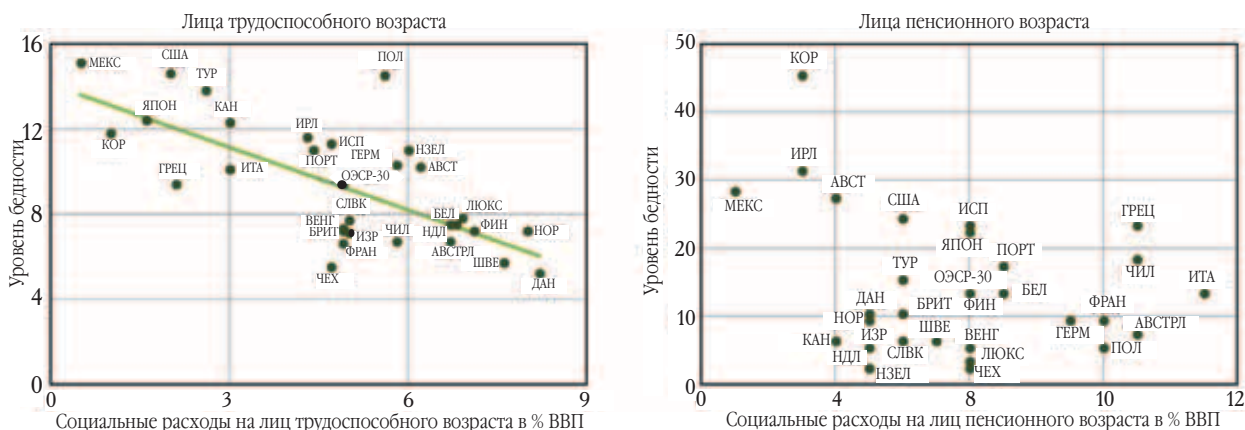 Лица трудоспособного возраста
16
12
8
4
0
0
3
6
9
Уровень бедности
МЕКС
США
ТУР
ПОЛ
ЯПОН
КАН
КОР
ИРЛ
ИСП
ПОРТ
ГЕРМ
НЗЕЛ
АВСТ
ГРЕЦ
ИТА
ОЭСР-30
СЛВК
ВЕНГ
БРИТ
ИЗР
ФРАН
ЧЕХ
ЧИЛ
БЕЛ
ЛЮКС
НДЛ
ФИН
АВСТРЛ
НОР
ШВЕ
ДАН
Социальные расходы на лиц трудоспособного возраста в % ВВП
Лица пенсионного возраста
50
40
30
20
10
0
0
2
4
6
8
10
12
Уровень бедности
КОР
ИРЛ
МЕКС
АВСТ
США
ИСП
ЯПОН
ГРЕЦ
ПОРТ
ЧИЛ
ТУР
ОЭСР-30
ФИН
БЕЛ
ИТА
ДАН
НОР
БРИТ
ФРАН
ГЕРМ
АВСТРЛ
КАН
ИЗР
ШВЕ
СЛВК
ВЕНГ
ПОЛ
НДЛ
ЛЮКС
НЗЕЛ
ЧЕХ
Социальные расходы на лиц пенсионного возраста в % ВВП